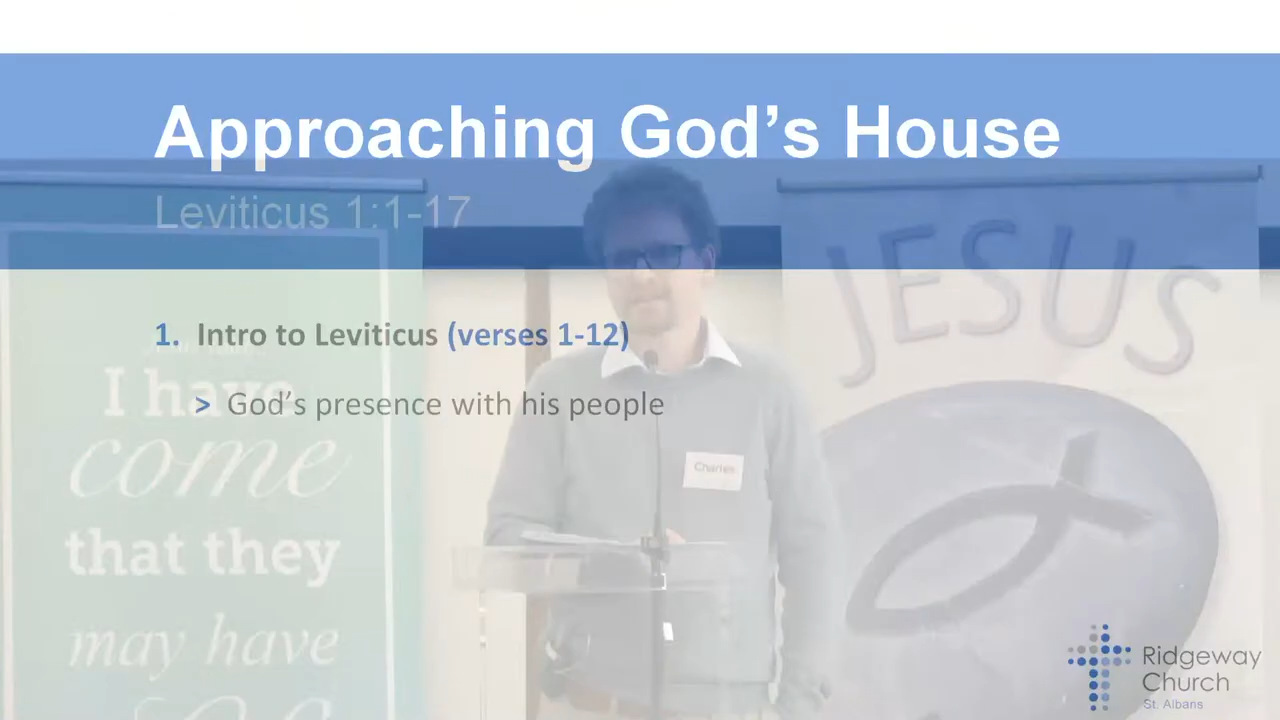 Approaching God’s House
Leviticus 1:1-17
JESUS
1. Intro to Leviticus (verses 1-12)
> God’s presence with his people
I have
come
that they
may have
Charles
Ridgeway
Church
St. Albans